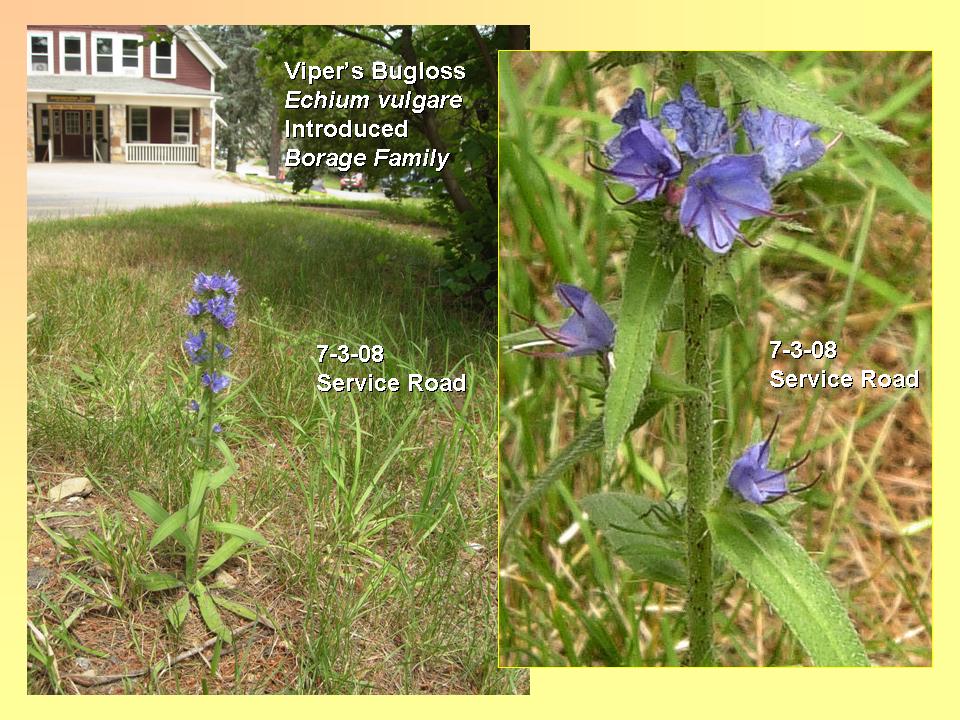 Viper's Bugloss
Echium vulgare
Introduced
Borage Family
7-3-08
Service Road
7-3-08
Service Road